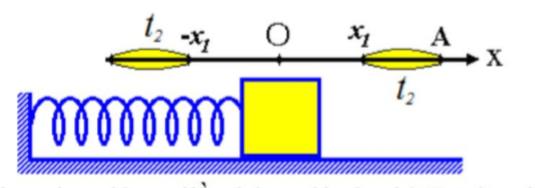 t₂ -x₁ O x₁ A
x
t₂